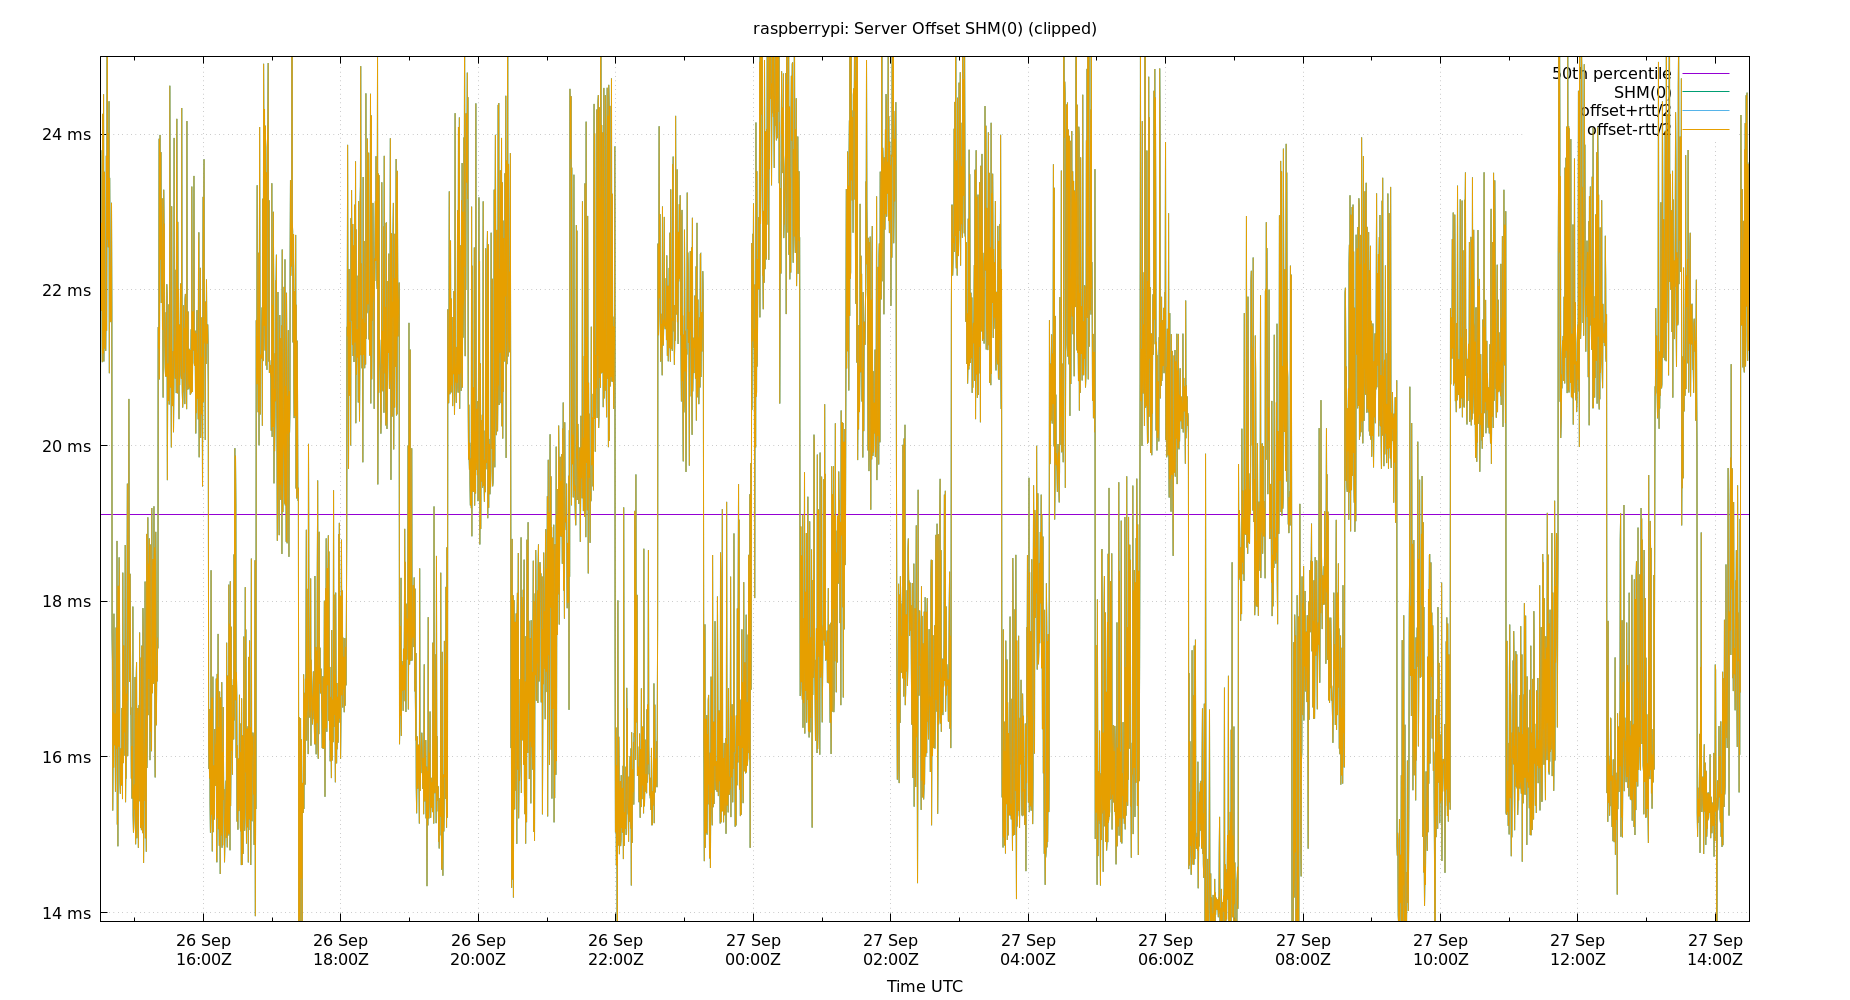 raspberrypi: Server Offset SHM(0) (clipped)
50th percentile
SHM(0)
offset+rtt/2
offset-rtt/2
24 ms
22 ms
20 ms
18 ms
16 ms
14 ms
26 Sep 26 Sep 26 Sep 26 Sep 27 Sep 27 Sep 27 Sep 27 Sep 27 Sep 27 Sep 27 Sep 27 Sep
16:00Z 18:00Z 20:00Z 22:00Z 00:00Z 02:00Z 04:00Z 06:00Z 08:00Z 10:00Z 12:00Z 14:00Z
Time UTC